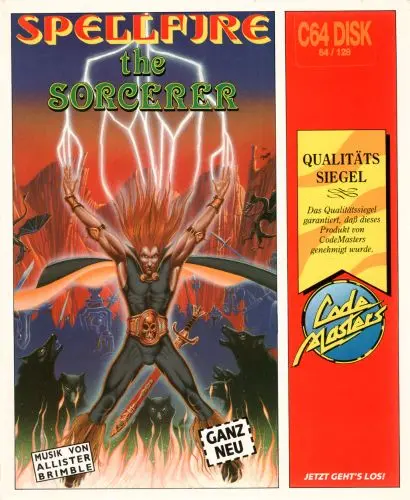 SPELLFIRE
the
SORCERER
C64 DISK
64 / 128
QUALITÄTS
SIEGEL
Das Qualitätssiegel
garantiert, daß dieses
Produkt von
CodeMasters
genehmigt wurde.
Code
Masters
MUSIK VON
ALLISTER
BRIMBLE
GANZ
NEU
JETZT GEHT'S LOS!